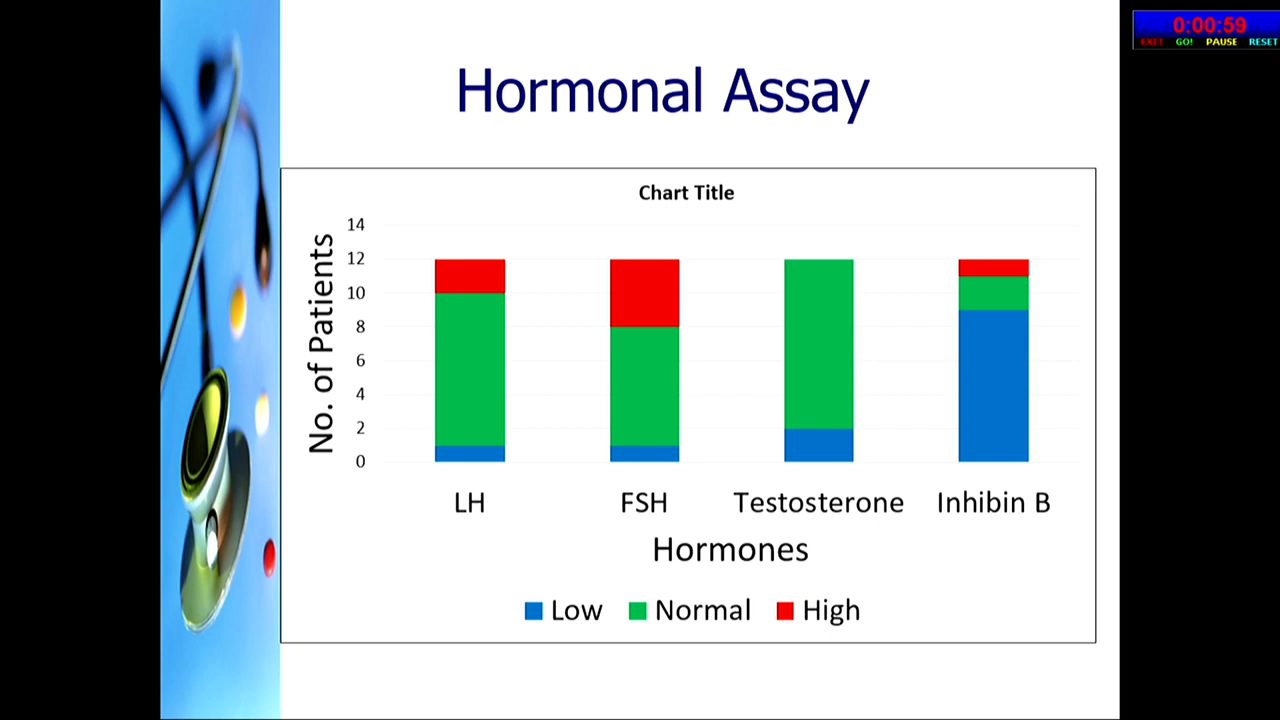 0:00:59
EXIT GO! PAUSE RESET
Hormonal Assay
Chart Title
No. of Patients
14
12
10
8
6
4
2
0
LH FSH Testosterone Inhibin B
Hormones
Low Normal High